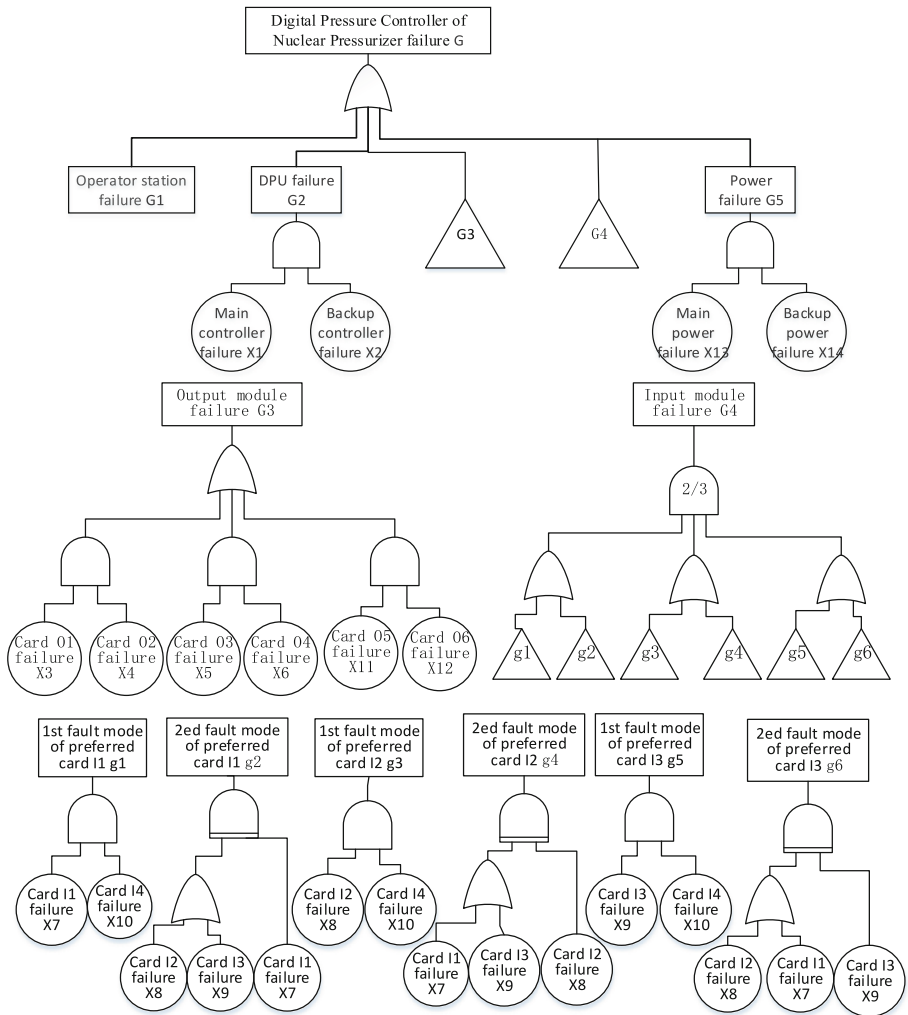 Digital Pressure Controller of
Nuclear Pressurizer failure G
Operator station
failure G1
DPU failure
G2
G3
G4
Power
failure G5
Main
controller
failure X1
Backup
controller
failure X2
Main
power
failure X13
Backup
power
failure X14
Output module
failure G3
Input module
failure G4
2/3
Card O1
failure
X3
Card O2
failure
X4
Card O3
failure
X5
Card O4
failure
X6
Card O5
failure
X11
Card O6
failure
X12
g1
g2
g3
g4
g5
g6
1st fault mode
of preferred
card I1 g1
2ed fault mode
of preferred
card I1 g2
1st fault mode
of preferred
card I2 g3
2ed fault mode
of preferred
card I2 g4
1st fault mode
of preferred
card I3 g5
2ed fault mode
of preferred
card I3 g6
Card I1
failure
X7
Card I4
failure
X10
Card I2
failure
X8
Card I3
failure
X9
Card I1
failure
X7
Card I2
failure
X8
Card I4
failure
X10
Card I1
failure
X7
Card I3
failure
X9
Card I2
failure
X8
Card I3
failure
X9
Card I4
failure
X10
Card I2
failure
X8
Card I1
failure
X7
Card I3
failure
X9